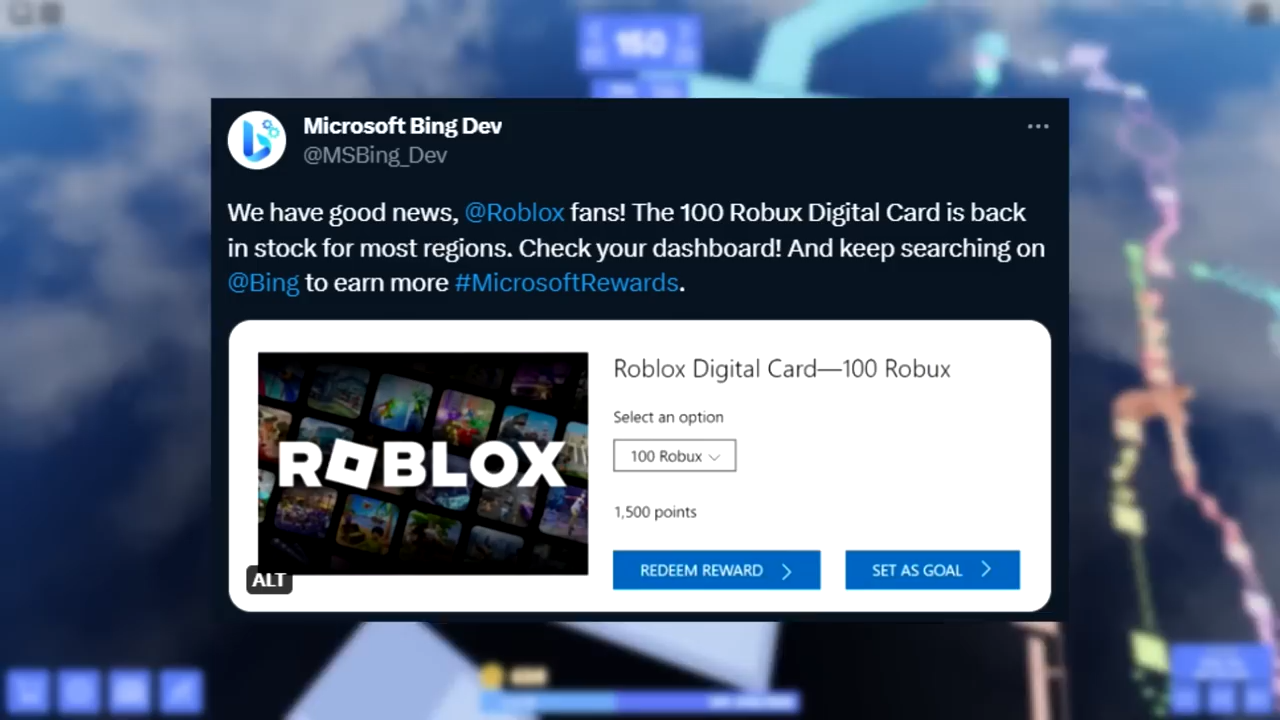 150
Microsoft Bing Dev
@MSBing_Dev
We have good news, @Roblox fans! The 100 Robux Digital Card is back
in stock for most regions. Check your dashboard! And keep searching on
@Bing to earn more #MicrosoftRewards.
ROBLOX
ALT
Roblox Digital Card—100 Robux
Select an option
100 Robux
1,500 points
REDEEM REWARD
SET AS GOAL